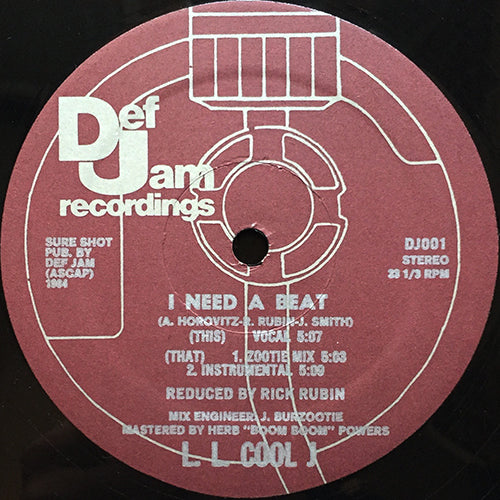 Def
Jam
recordings
SURE SHOT
PUB. BY
DEF JAM
(ASCAP)
1984
DJ001
STEREO
33 1/3 RPM
I NEED A BEAT
(A. HOROVITZ-R. RUBIN-J. SMITH)
(THIS) VOCAL 5:07
(THAT) 1. ZOOTIE MIX 5:03
2. INSTRUMENTAL 5:09
REDUCED BY RICK RUBIN
MIX ENGINEER: J. BURZOOTIE
MASTERED BY HERB "BOOM BOOM" POWERS
L. L. COOL J